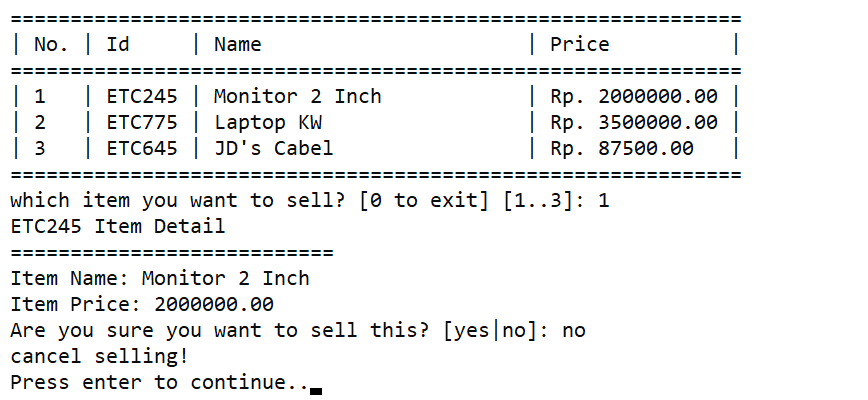 =============================================================
| No. | Id     | Name                      | Price          |
=============================================================
| 1   | ETC245 | Monitor 2 Inch            | Rp. 2000000.00 |
| 2   | ETC775 | Laptop KW                 | Rp. 3500000.00 |
| 3   | ETC645 | JD's Cabel                | Rp. 87500.00   |
=============================================================
which item you want to sell? [0 to exit] [1..3]: 1
ETC245 Item Detail
===========================
Item Name: Monitor 2 Inch
Item Price: 2000000.00
Are you sure you want to sell this? [yes|no]: no
cancel selling!
Press enter to continue..